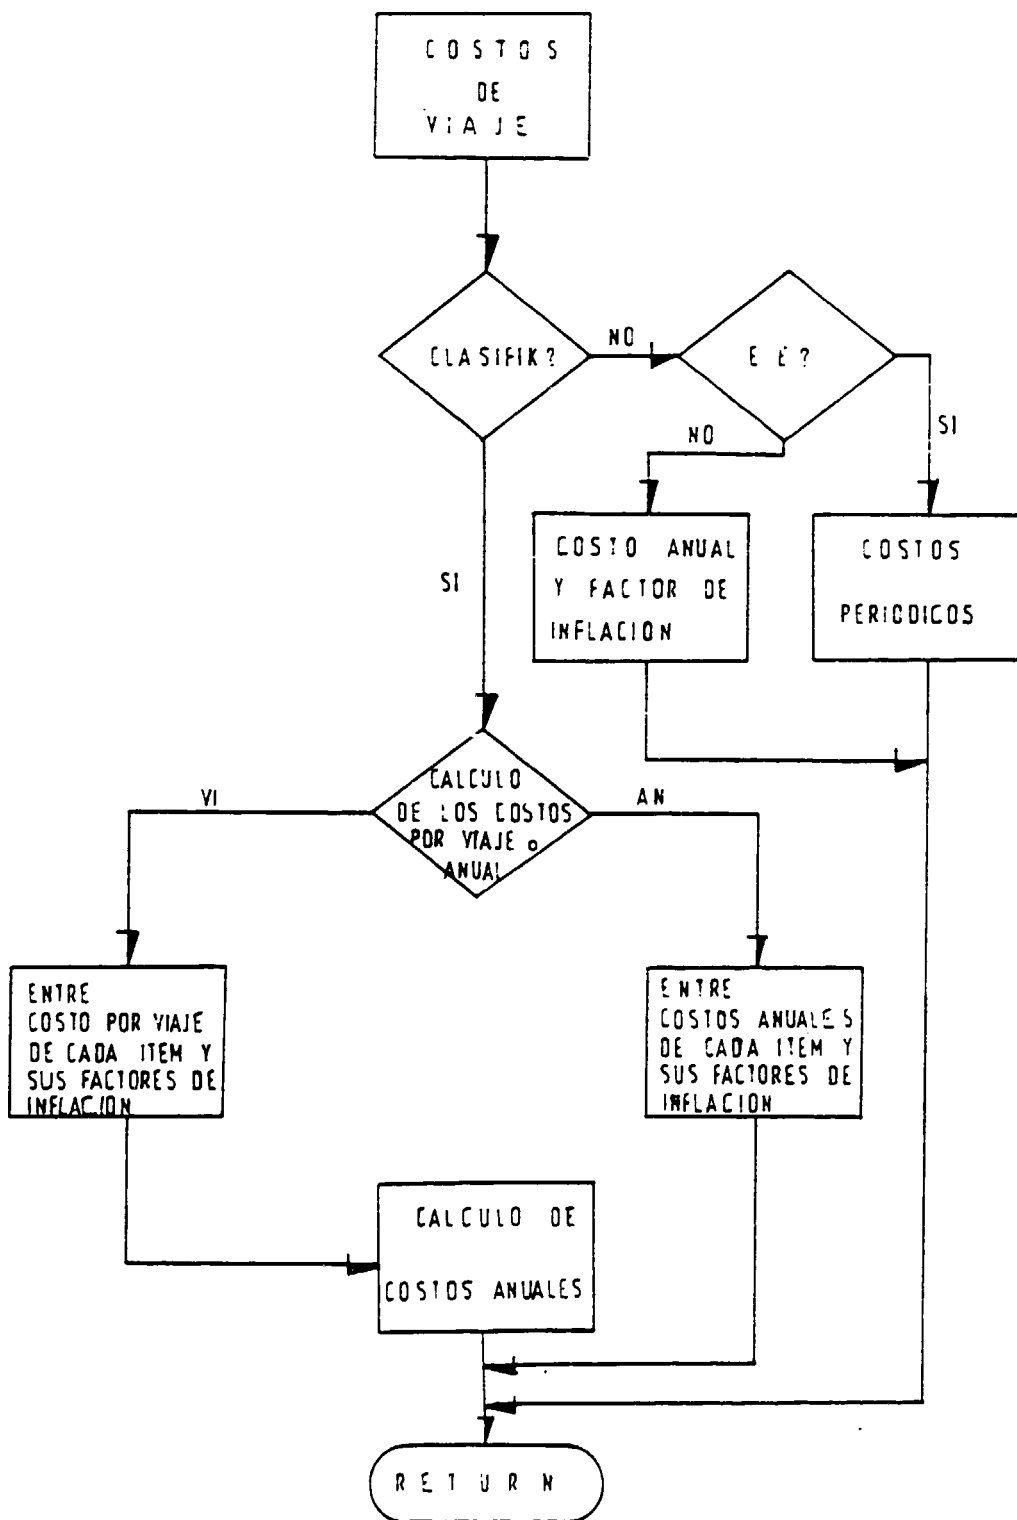 COSTOS
DE
VIAJE
CLASIFIK?
NO
E E?
SI
NO
COSTO ANUAL
Y FACTOR DE
INFLACION
COSTOS
PERIODICOS
SI
CALCULO
DE LOS COSTOS
POR VIAJE o
ANUAL
VI
AN
ENTRE
COSTO POR VIAJE
DE CADA ITEM Y
SUS FACTORES DE
INFLACION
ENTRE
COSTOS ANUALES
DE CADA ITEM Y
SUS FACTORES DE
INFLACION
CALCULO DE
COSTOS ANUALES
RETURN